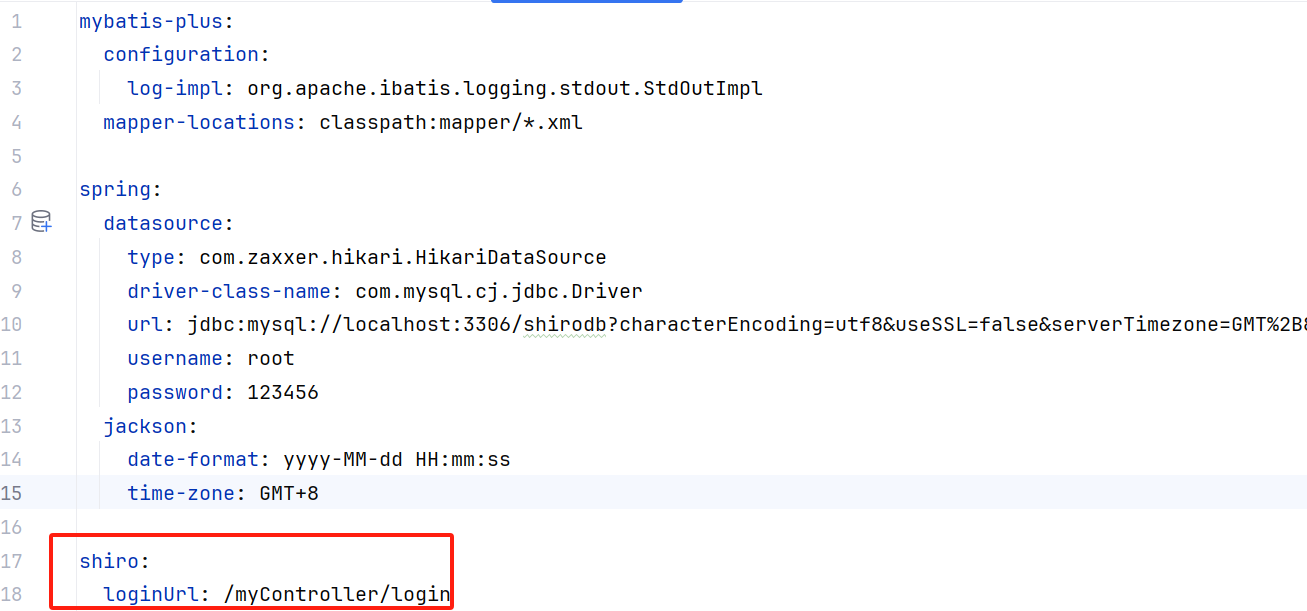 1 mybatis-plus:
2 configuration:
3 log-impl: org.apache.ibatis.logging.stdout.StdOutImpl
4 mapper-locations: classpath:mapper/*.xml
5
6 spring:
7 datasource:
8 type: com.zaxxer.hikari.HikariDataSource
9 driver-class-name: com.mysql.cj.jdbc.Driver
10 url: jdbc:mysql://localhost:3306/shirodb?characterEncoding=utf8&useSSL=false&serverTimezone=GMT%2B8
11 username: root
12 password: 123456
13 jackson:
14 date-format: yyyy-MM-dd HH:mm:ss
15 time-zone: GMT+8
16
17 shiro:
18 loginUrl: /myController/login